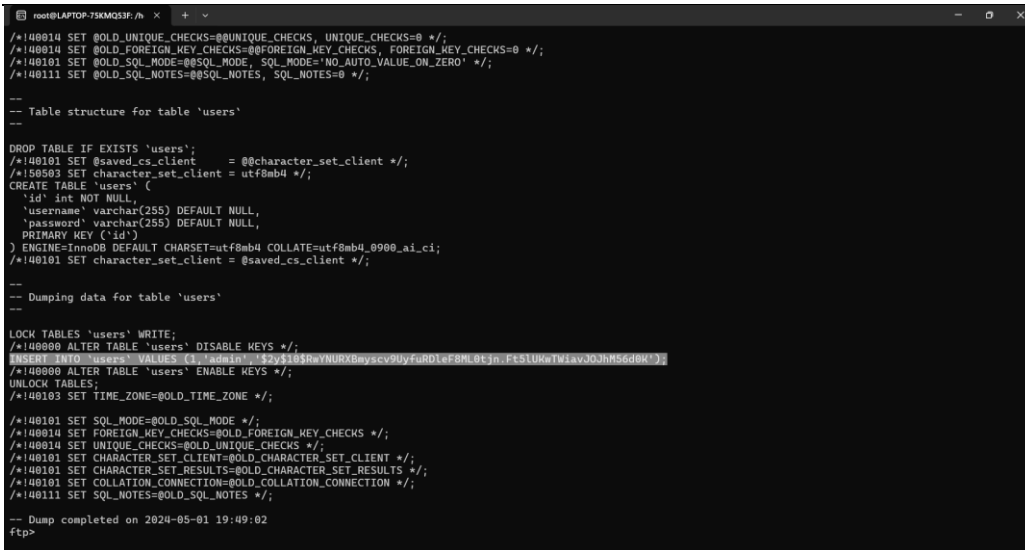 root@LAPTOP-75KMQ53F: /h
/*!40014 SET @OLD_UNIQUE_CHECKS=@@UNIQUE_CHECKS, UNIQUE_CHECKS=0 */;
/*!40014 SET @OLD_FOREIGN_KEY_CHECKS=@@FOREIGN_KEY_CHECKS, FOREIGN_KEY_CHECKS=0 */;
/*!40101 SET @OLD_SQL_MODE=@@SQL_MODE, SQL_MODE='NO_AUTO_VALUE_ON_ZERO' */;
/*!40111 SET @OLD_SQL_NOTES=@@SQL_NOTES, SQL_NOTES=0 */;
--
-- Table structure for table `users`
--
DROP TABLE IF EXISTS `users`;
/*!40101 SET @saved_cs_client     = @@character_set_client */;
/*!50503 SET character_set_client = utf8mb4 */;
CREATE TABLE `users` (
  `id` int NOT NULL,
  `username` varchar(255) DEFAULT NULL,
  `password` varchar(255) DEFAULT NULL,
  PRIMARY KEY (`id`)
) ENGINE=InnoDB DEFAULT CHARSET=utf8mb4 COLLATE=utf8mb4_0900_ai_ci;
/*!40101 SET character_set_client = @saved_cs_client */;
--
-- Dumping data for table `users`
--
LOCK TABLES `users` WRITE;
/*!40000 ALTER TABLE `users` DISABLE KEYS */;
INSERT INTO `users` VALUES (1,'admin','$2y$10$RwYNURXBmyscv9UyfuRDleF8ML0tjn.Ft5lUKwTWiavJOJhM56d0K');
/*!40000 ALTER TABLE `users` ENABLE KEYS */;
UNLOCK TABLES;
/*!40103 SET TIME_ZONE=@OLD_TIME_ZONE */;
/*!40101 SET SQL_MODE=@OLD_SQL_MODE */;
/*!40014 SET FOREIGN_KEY_CHECKS=@OLD_FOREIGN_KEY_CHECKS */;
/*!40014 SET UNIQUE_CHECKS=@OLD_UNIQUE_CHECKS */;
/*!40101 SET CHARACTER_SET_CLIENT=@OLD_CHARACTER_SET_CLIENT */;
/*!40101 SET CHARACTER_SET_RESULTS=@OLD_CHARACTER_SET_RESULTS */;
/*!40101 SET COLLATION_CONNECTION=@OLD_COLLATION_CONNECTION */;
/*!40111 SET SQL_NOTES=@OLD_SQL_NOTES */;
-- Dump completed on 2024-05-01 19:49:02
ftp>